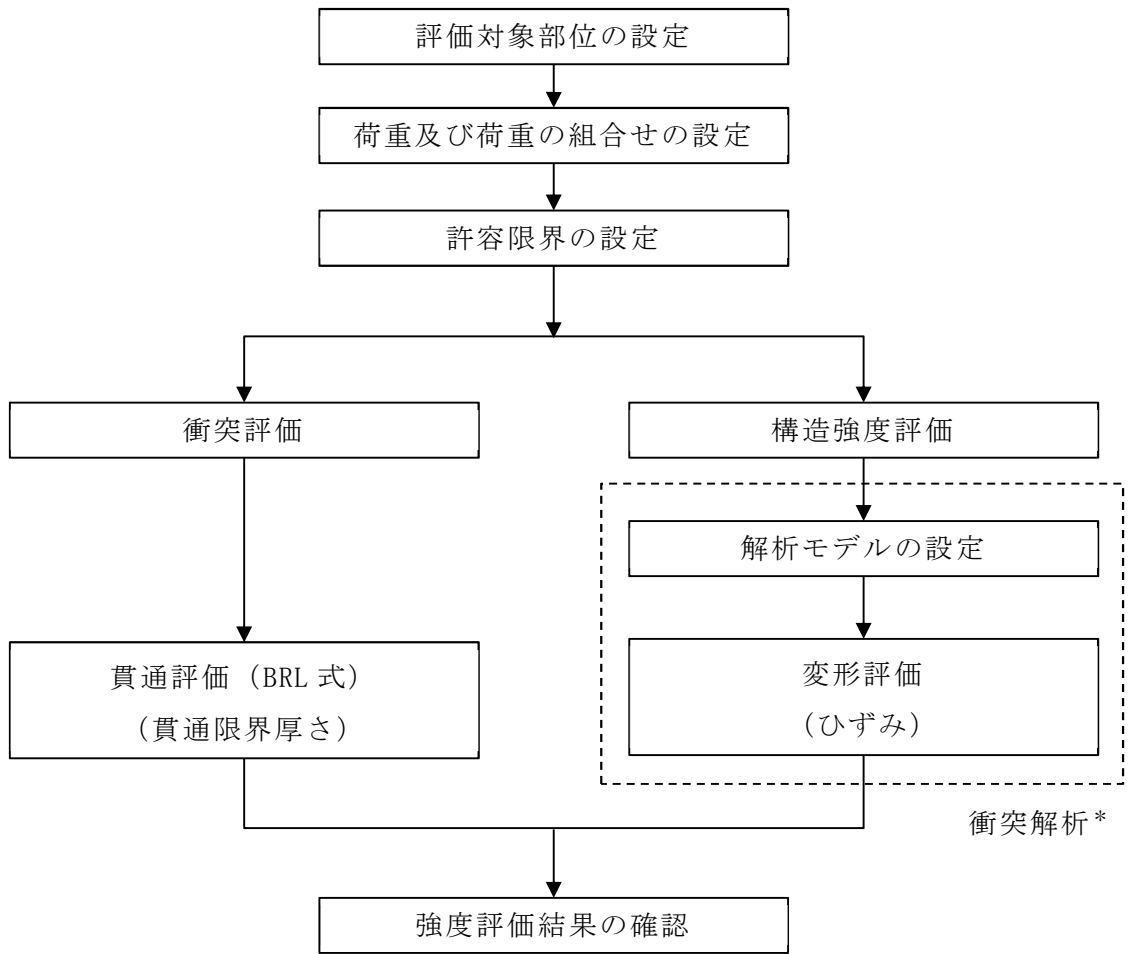 評価対象部位の設定
荷重及び荷重の組合せの設定
許容限界の設定
衝突評価
構造強度評価
解析モデルの設定
貫通評価（BRL 式）
（貫通限界厚さ）
変形評価
（ひずみ）
衝突解析*
強度評価結果の確認